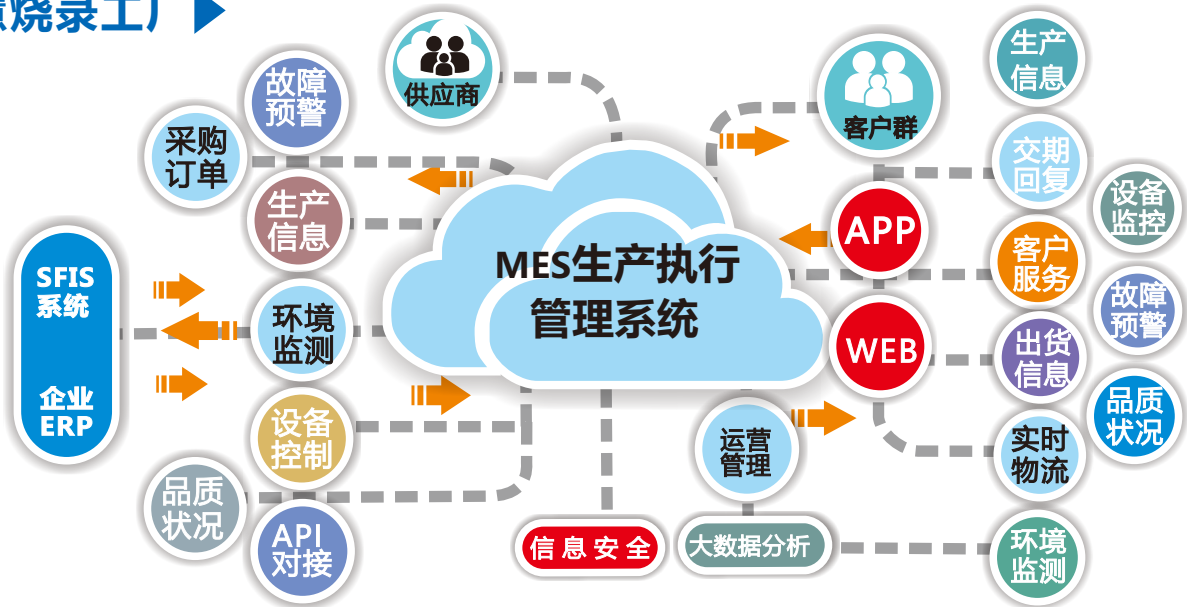 烧录工厂
供应商
故障
预警
采购
订单
生产
信息
SFIS
系统
企业
ERP
环境
监测
设备
控制
品质
状况
API
对接
MES生产执行
管理系统
信息安全
运营
管理
大数据分析
客户群
APP
WEB
生产
信息
交期
回复
设备
监控
客户
服务
故障
预警
出货
信息
品质
状况
实时
物流
环境
监测